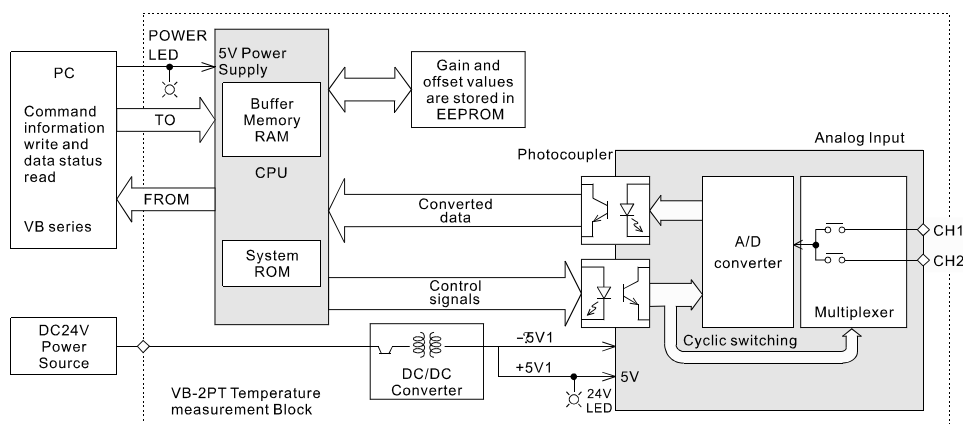 POWER
LED
PC
Command
information
write and
data status
read
VB series
TO
FROM
5V Power
Supply
Buffer
Memory
RAM
CPU
System
ROM
Gain and
offset values
are stored in
EEPROM
Photocoupler
Analog Input
Converted
data
Control
signals
A/D
converter
Multiplexer
CH1
CH2
Cyclic switching
DC24V
Power
Source
DC/DC
Converter
5V1
+5V1
5V
24V
LED
VB-2PT Temperature
measurement Block